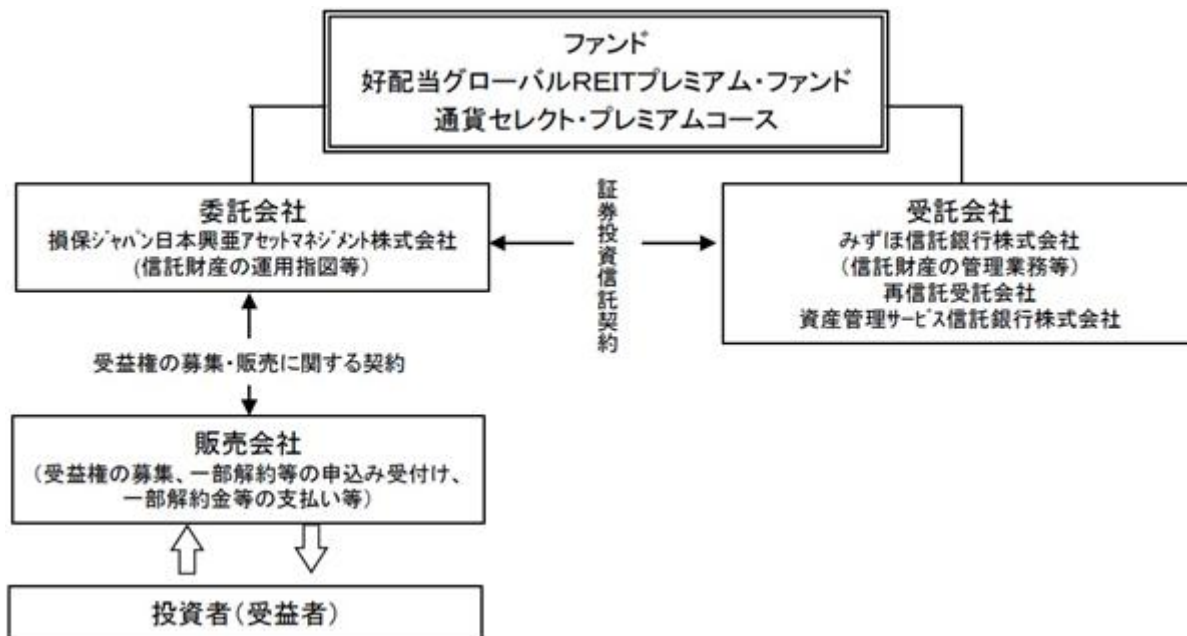 ファンド
好配当グローバルREITプレミアム・ファンド
通貨セレクト・プレミアムコース
委託会社
損保ｼﾞｬﾊﾟﾝ日本興亜ｱｾｯﾄﾏﾈｼﾞﾒﾝﾄ株式会社
(信託財産の運用指図等)
証券投資信託契約
受託会社
みずほ信託銀行株式会社
(信託財産の管理業務等)
再信託受託会社
資産管理ｻｰﾋﾞｽ信託銀行株式会社
受益権の募集・販売に関する契約
販売会社
(受益権の募集、一部解約等の申込み受付け、
一部解約金等の支払い等)
投資者(受益者)